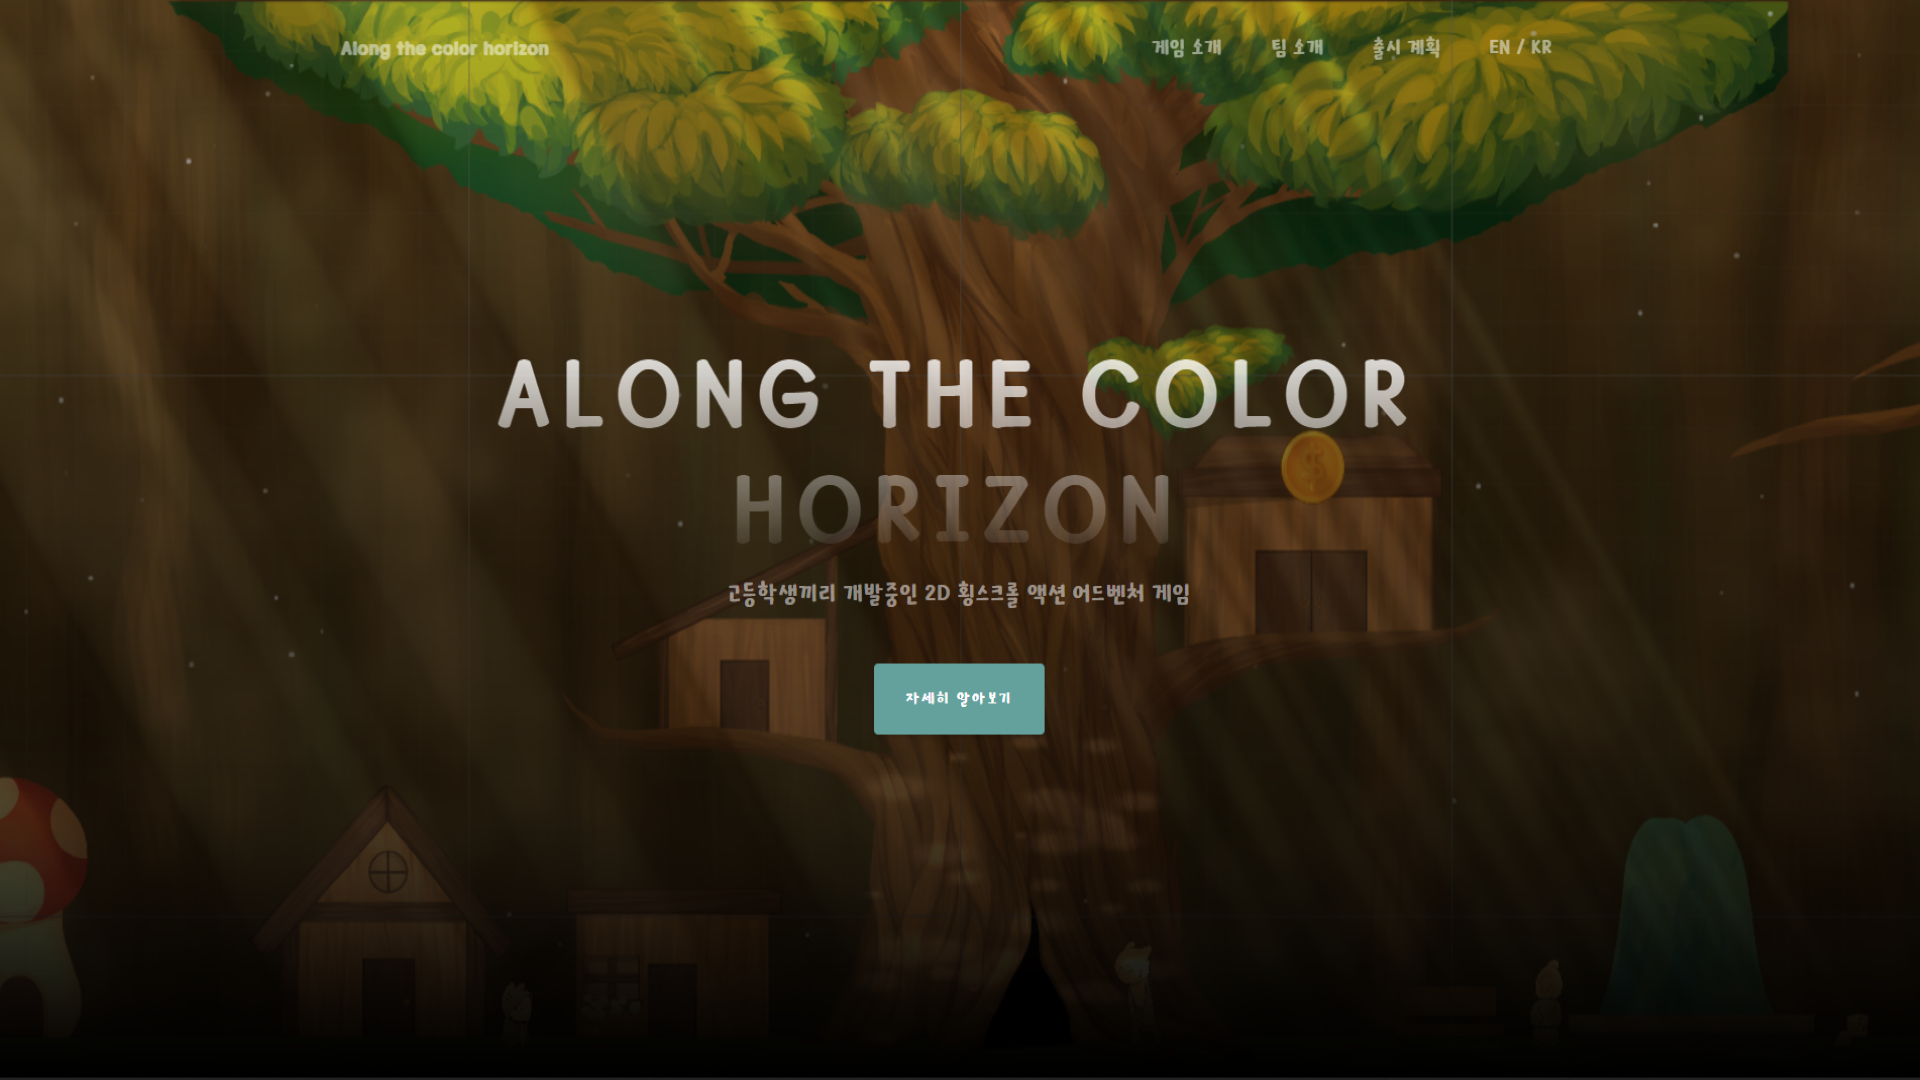 Along the color horizon
게임 소개
팀 소개
출시 계획
EN / KR
ALONG THE COLOR
HORIZON
고등학생끼리 개발중인 2D 횡스크롤 액션 어드벤처 게임
자세히 알아보기
$